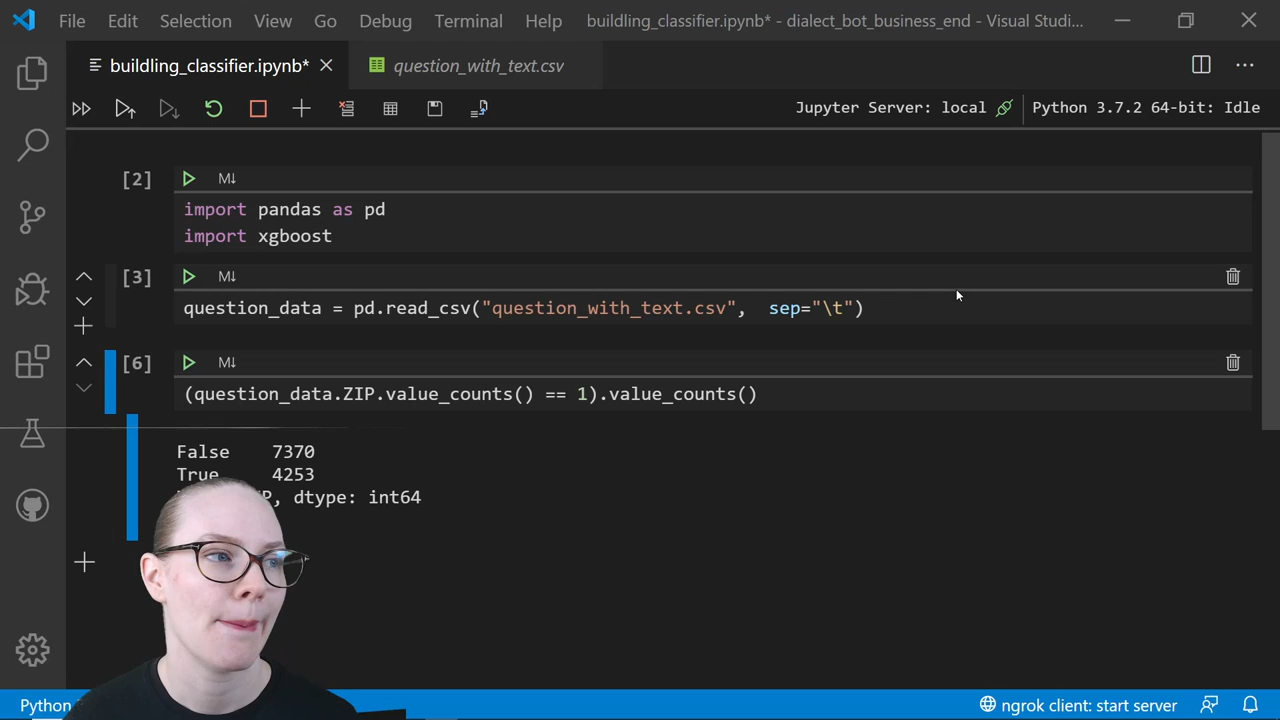 File Edit Selection View Go Debug Terminal Help buildling_classifier.ipynb* - dialect_bot_business_end - Visual Studi...
buildling_classifier.ipynb* question_with_text.csv
Jupyter Server: local Python 3.7.2 64-bit: Idle
[2] M↓
import pandas as pd
import xgboost
[3] M↓
question_data = pd.read_csv("question_with_text.csv", sep="\t")
[6] M↓
(question_data.ZIP.value_counts() == 1).value_counts()
False 7370
True 4253
dtype: int64
Python ngrok client: start server